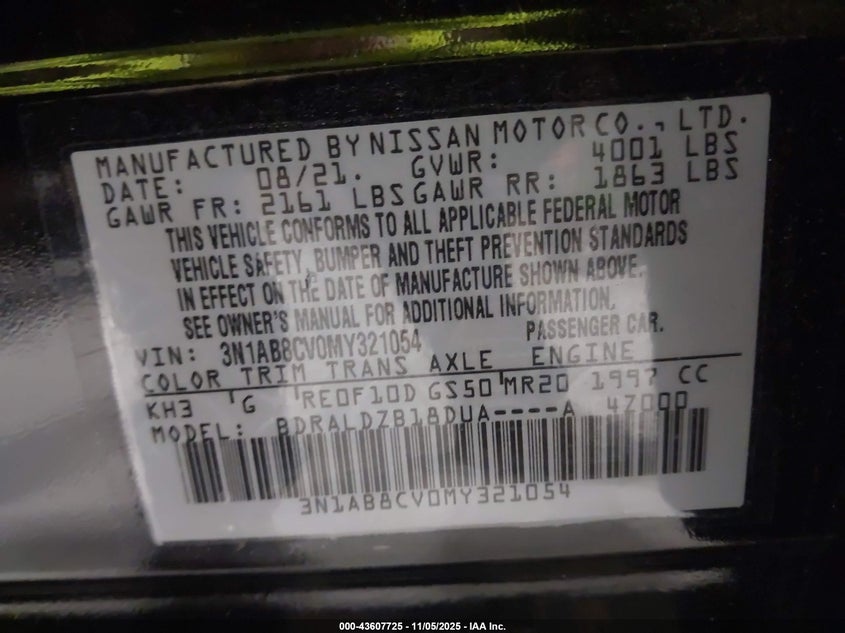 MANUFACTURED BY NISSAN MOTOR CO., LTD.
DATE: 08/21. GVWR: 4001 LBS
GAWR FR: 2161 LBS GAWR RR: 1863 LBS
THIS VEHICLE CONFORMS TO ALL APPLICABLE FEDERAL MOTOR
VEHICLE SAFETY, BUMPER AND THEFT PREVENTION STANDARDS
IN EFFECT ON THE DATE OF MANUFACTURE SHOWN ABOVE.
SEE OWNER'S MANUAL FOR ADDITIONAL INFORMATION.
VIN: 3N1AB8CV0MY321054 PASSENGER CAR.
COLOR TRIM TRANS AXLE ENGINE
KH3 G RE0F10D GS50 MR20 1997 CC
MODEL: BDRALDZB18DUA----A 4Z000
3N1AB8CV0MY321054
000-43607725 - 11/05/2025 - IAA Inc.